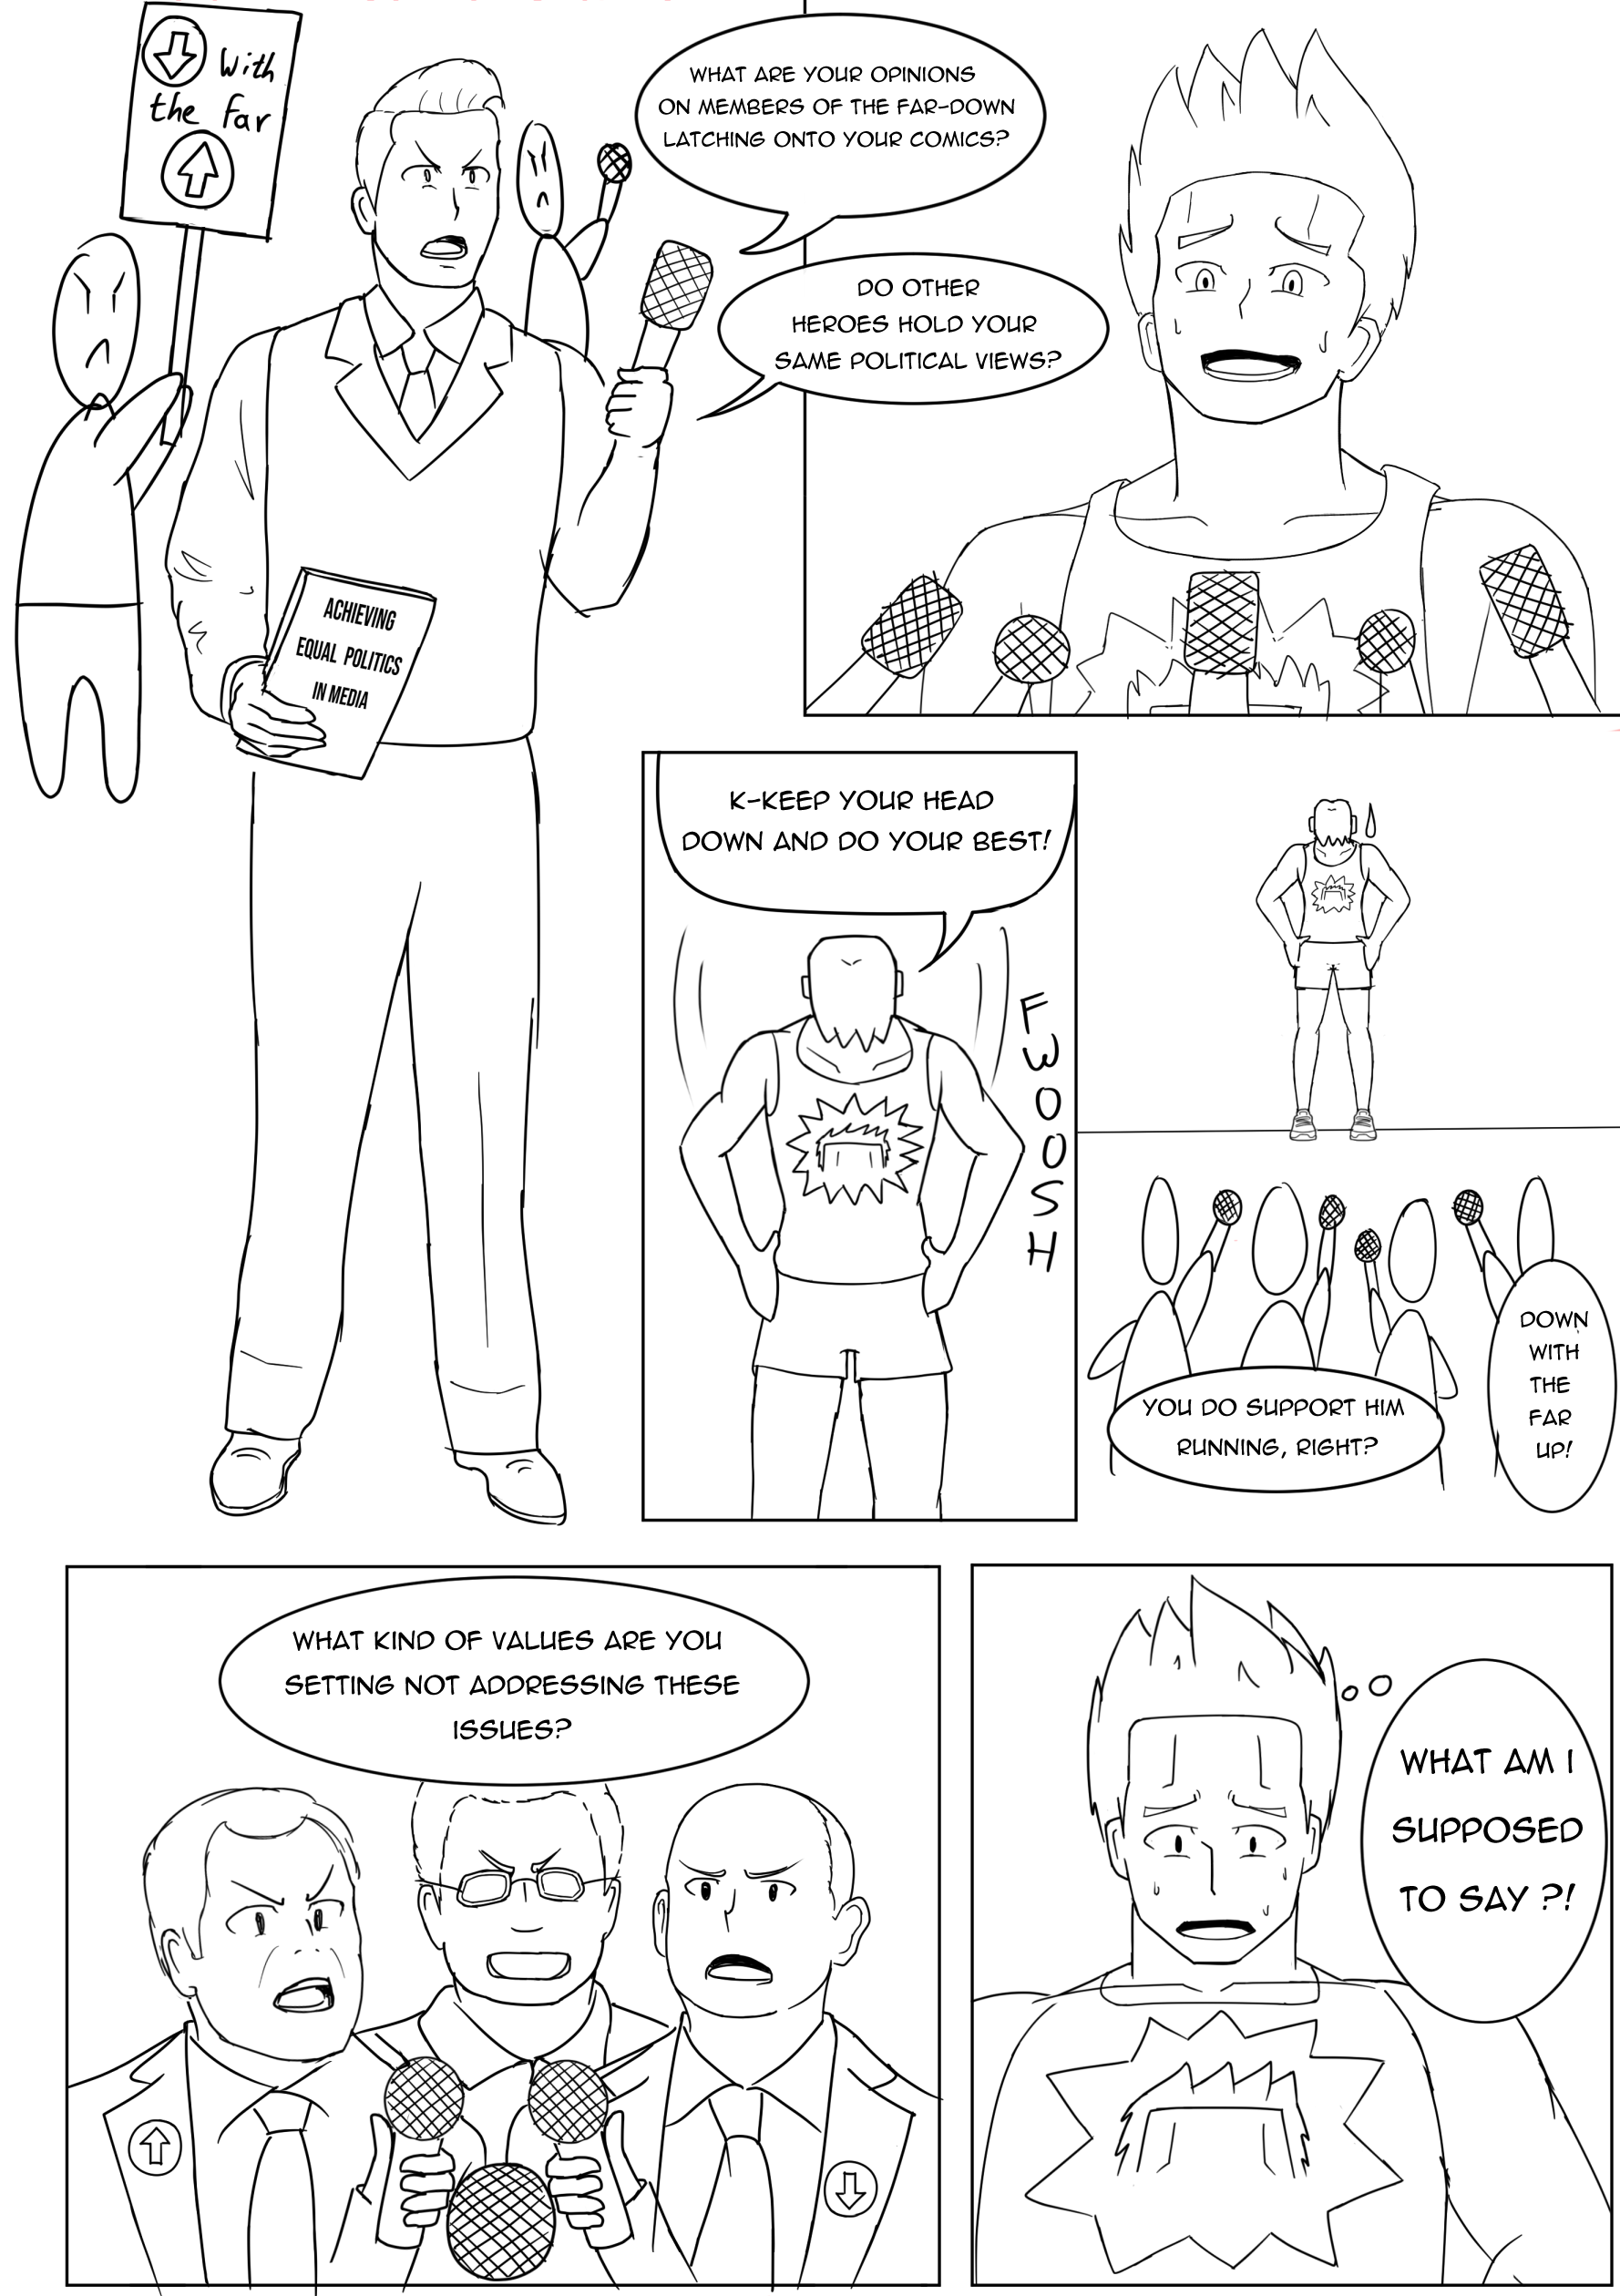 With
the Far
WHAT ARE YOUR OPINIONS
ON MEMBERS OF THE FAR-DOWN
LATCHING ONTO YOUR COMICS?
DO OTHER
HEROES HOLD YOUR
SAME POLITICAL VIEWS?
ACHIEVING
EQUAL POLITICS
IN MEDIA
K-KEEP YOUR HEAD
DOWN AND DO YOUR BEST!
FWOOSH
YOU DO SUPPORT HIM
RUNNING, RIGHT?
DOWN
WITH
THE
FAR
UP!
WHAT KIND OF VALUES ARE YOU
SETTING NOT ADDRESSING THESE
ISSUES?
WHAT AM I
SUPPOSED
TO SAY ?!